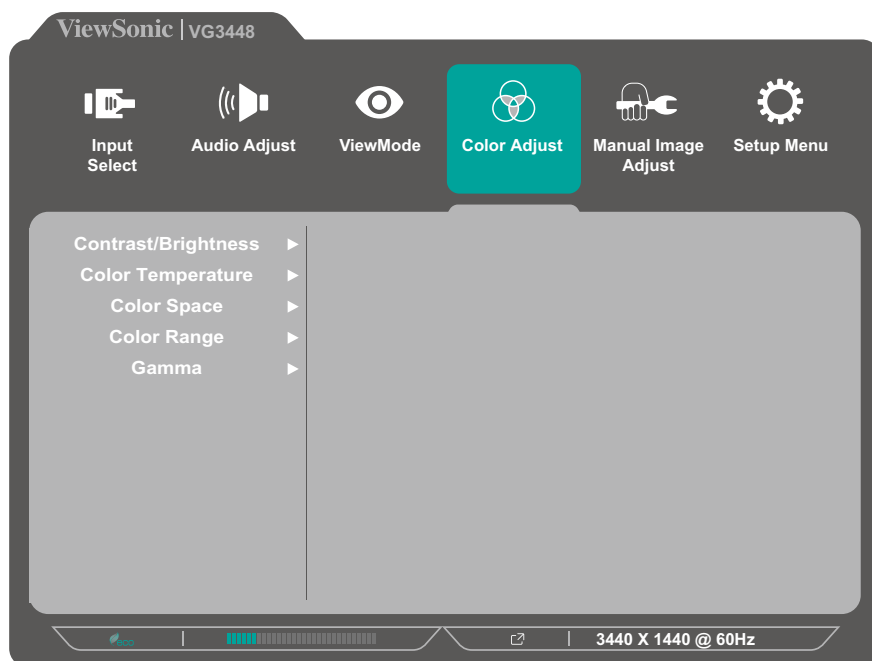 ViewSonic | VG3448
Input
Select
Audio Adjust
ViewMode
Color Adjust
Manual Image
Adjust
Setup Menu
Contrast/Brightness
Color Temperature
Color Space
Color Range
Gamma
eco
3440 X 1440 @ 60Hz